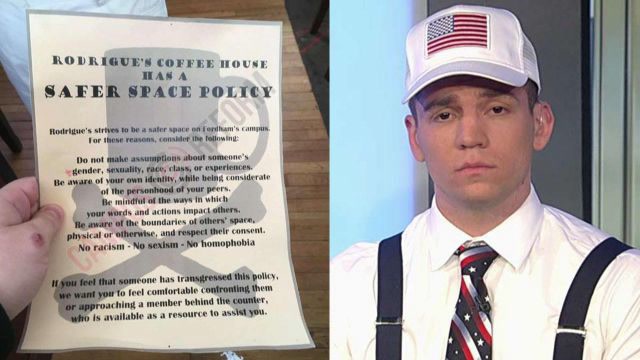 RODRIGUE'S COFFEE HOUSE
HAS A
SAFER SPACE POLICY
Rodrigue's strives to be a safer space on Fordham's campus.
For these reasons, consider the following:
Do not make assumptions about someone's
gender, sexuality, race, class, or experiences.
Be aware of your own identity, while being considerate
of the personhood of your peers.
Be mindful of the ways in which
your words and actions impact others.
Be aware of the boundaries of others' space,
physical or otherwise, and respect their consent.
No racism - No sexism - No homophobia
If you feel that someone has transgressed this policy,
we want you to feel comfortable confronting them
or approaching a member behind the counter,
who is available as a resource to assist you.